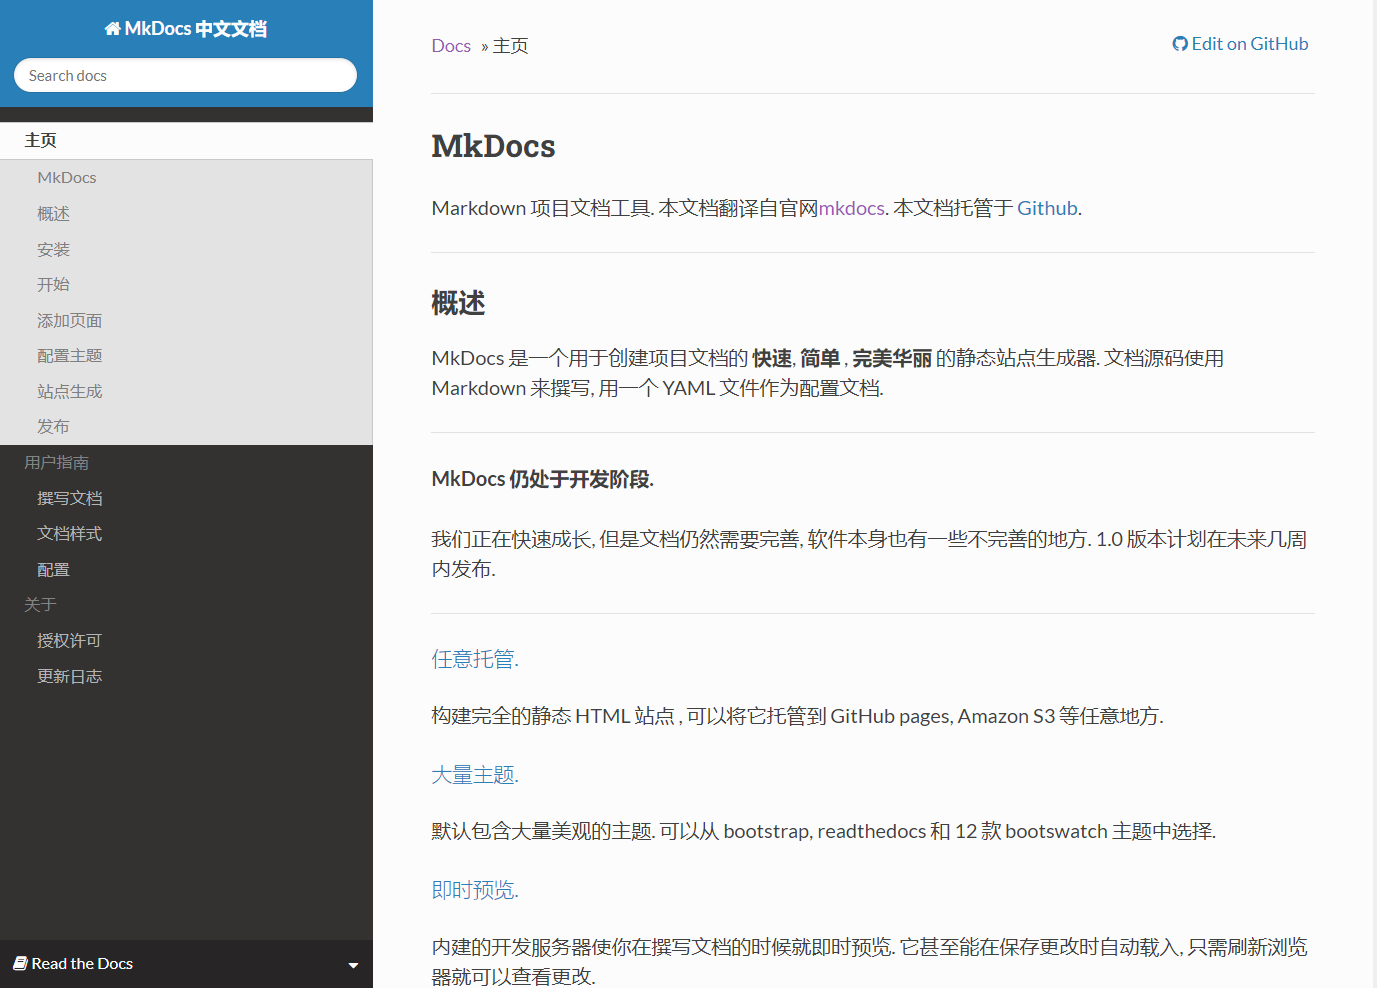 MkDocs 中文文档
Search docs
主页
MkDocs
概述
安装
开始
添加页面
配置主题
站点生成
发布
用户指南
撰写文档
文档样式
配置
关于
授权许可
更新日志
Read the Docs
Docs » 主页
Edit on GitHub
MkDocs
Markdown 项目文档工具. 本文档翻译自官网mkdocs. 本文档托管于 Github.
概述
MkDocs 是一个用于创建项目文档的 快速, 简单 , 完美华丽 的静态站点生成器. 文档源码使用
Markdown 来撰写, 用一个 YAML 文件作为配置文档.
MkDocs 仍处于开发阶段.
我们正在快速成长, 但是文档仍然需要完善, 软件本身也有一些不完善的地方. 1.0 版本计划在未来几周
内发布.
任意托管.
构建完全的静态 HTML 站点 , 可以将它托管到 GitHub pages, Amazon S3 等任意地方.
大量主题.
默认包含大量美观的主题. 可以从 bootstrap, readthedocs 和 12 款 bootswatch 主题中选择.
即时预览.
内建的开发服务器使你在撰写文档的时候就即时预览. 它甚至能在保存更改时自动载入, 只需刷新浏览
器就可以查看更改.